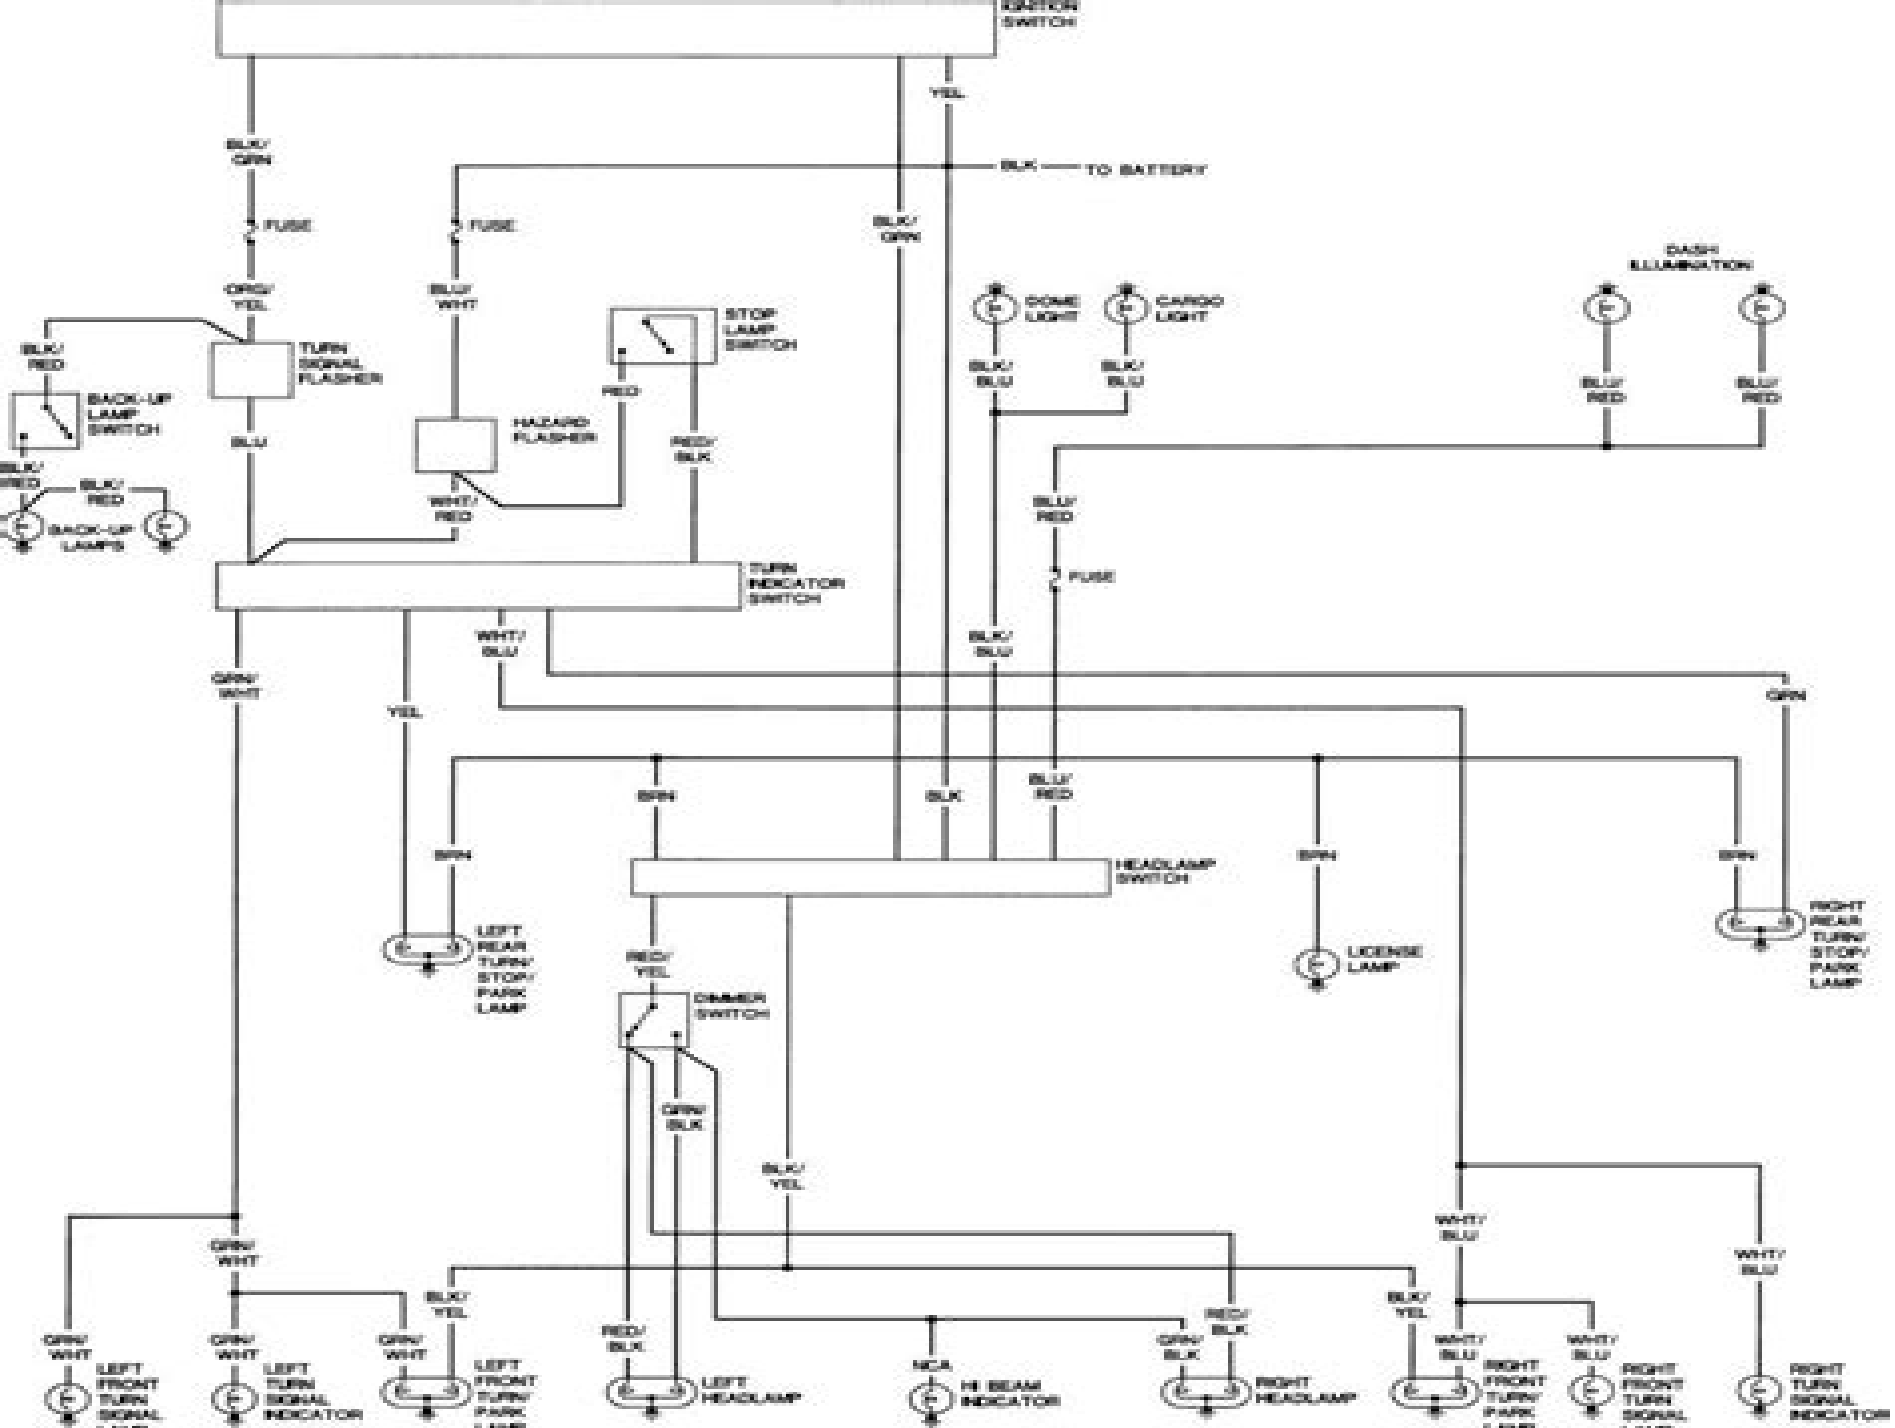 IGNITION
SWITCH
YEL
BLK/
GRN
BLK
TO BATTERY
FUSE
FUSE
BLK/
GRN
DASH
ILLUMINATION
ORG/
YEL
BLU/
WHT
STOP
LAMP
SWITCH
DOME
LIGHT
CARGO
LIGHT
BLK/
RED
TURN
SIGNAL
FLASHER
RED
BLK/
BLU
BLK/
BLU
BLU/
RED
BLU/
RED
BACK-UP
LAMP
SWITCH
BLU
HAZARD
FLASHER
RED/
BLK
BLK/
RED
BLK/
RED
WHT/
RED
BLU/
RED
BACK-UP
LAMPS
TURN
INDICATOR
SWITCH
FUSE
WHT/
BLU
BLK/
BLU
GRN/
WHT
YEL
GRN
BRN
BLK
BLU/
RED
BRN
BRN
BRN
HEADLAMP
SWITCH
LEFT
REAR
TURN/
STOP/
PARK
LAMP
RED/
YEL
LICENSE
LAMP
RIGHT
REAR
TURN/
STOP/
PARK
LAMP
DIMMER
SWITCH
GRN/
BLK
BLK/
YEL
GRN/
WHT
WHT/
BLU
WHT/
BLU
BLK/
YEL
BLK/
YEL
GRN/
WHT
GRN/
WHT
GRN/
WHT
RED/
BLK
NCA
GRN/
BLK
RED/
BLK
WHT/
BLU
WHT/
BLU
LEFT
FRONT
TURN
SIGNAL
LAMP
LEFT
TURN
SIGNAL
INDICATOR
LEFT
FRONT
TURN/
PARK
LAMP
LEFT
HEADLAMP
HI BEAM
INDICATOR
RIGHT
HEADLAMP
RIGHT
FRONT
TURN/
PARK
LAMP
RIGHT
FRONT
TURN
SIGNAL
LAMP
RIGHT
TURN
SIGNAL
INDICATOR